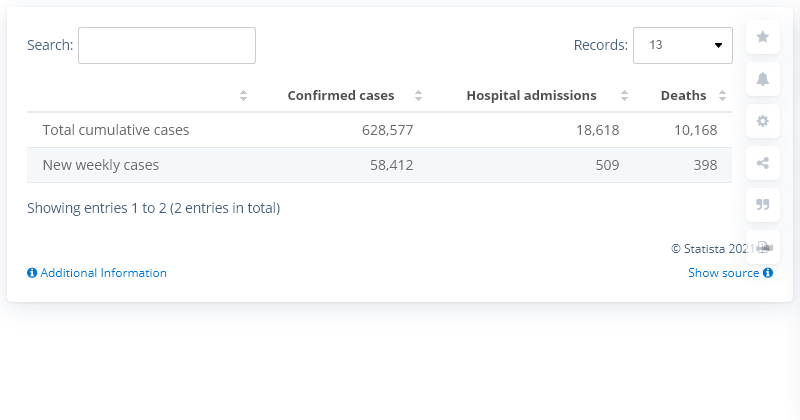 Search: Records: 13
Confirmed cases Hospital admissions Deaths
Total cumulative cases 628,577 18,618 10,168
New weekly cases 58,412 509 398
Showing entries 1 to 2 (2 entries in total)
© Statista 2021
Additional Information Show source